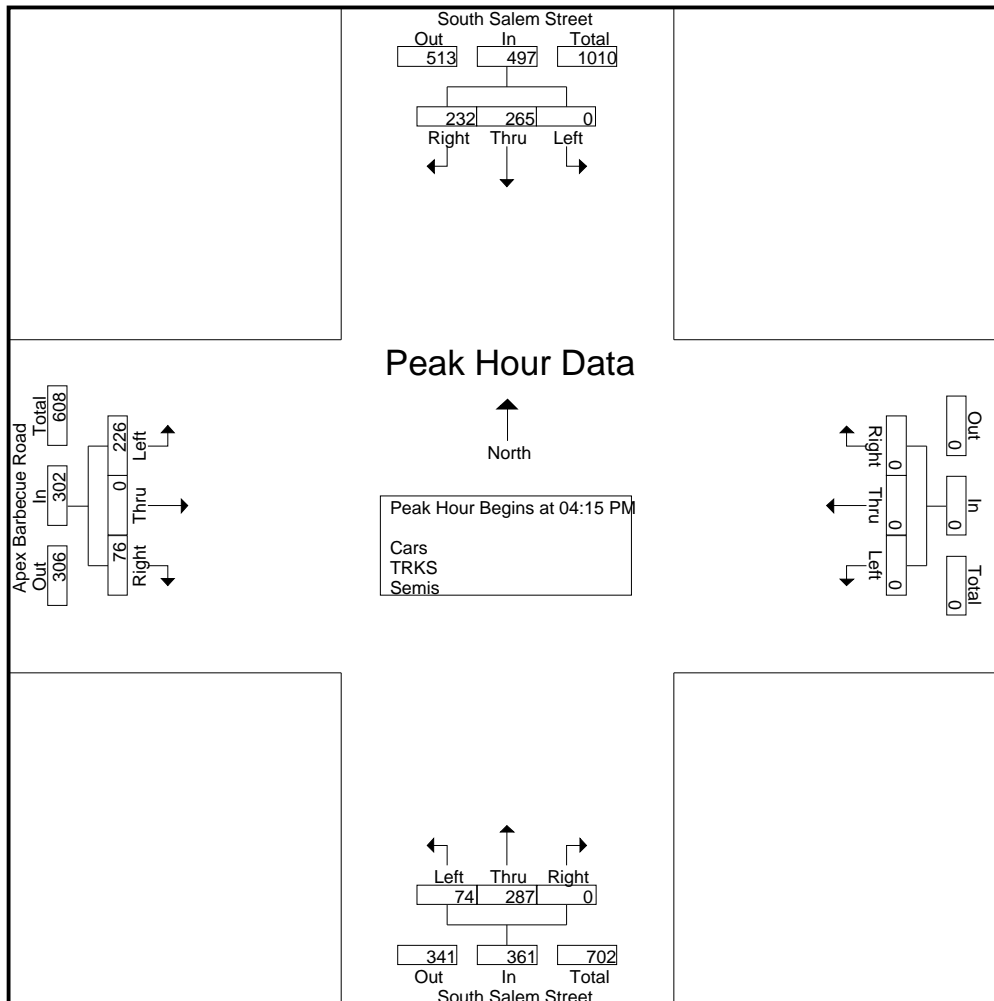 South Salem Street
Out In Total
513 497 1010
232 265 0
Right Thru Left
Peak Hour Data
North
Peak Hour Begins at 04:15 PM
Cars
TRKS
Semis
Apex Barbecue Road
Out In Total
306 302 608
226 0 76
Left Thru Right
Out In Total
0 0 0
Right Thru Left
0 0 0
Left Thru Right
74 287 0
341 361 702
Out In Total
South Salem Street